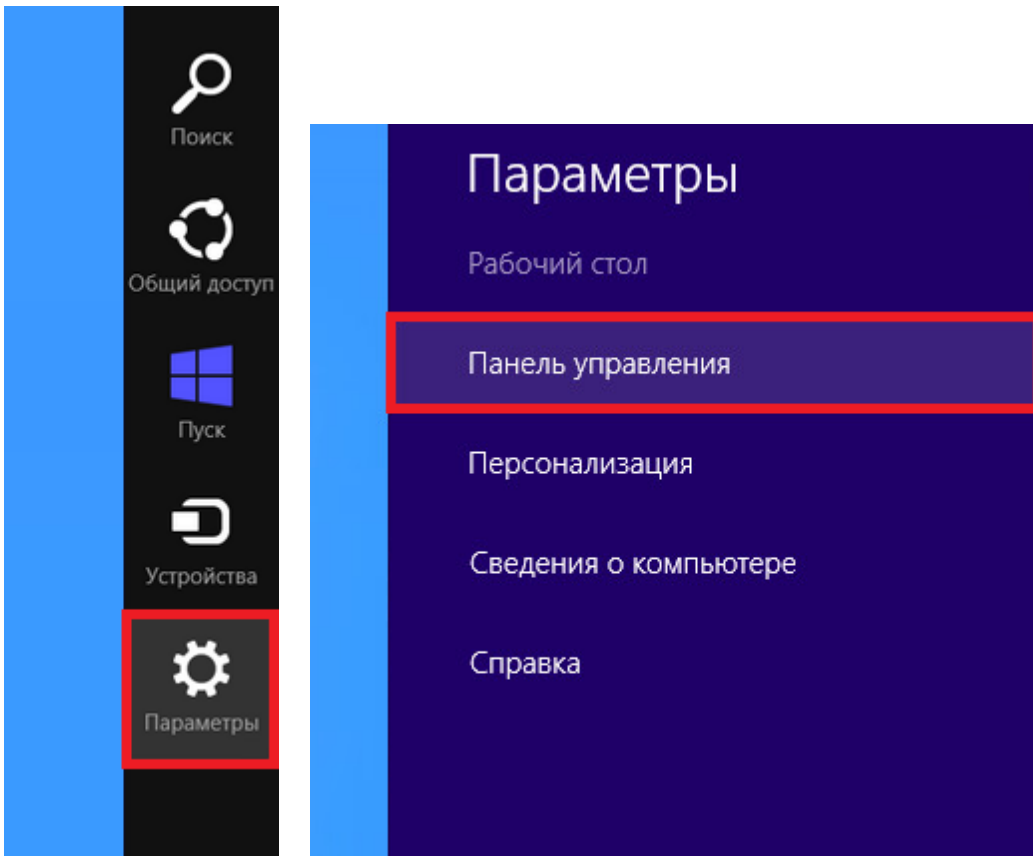 Поиск
Общий доступ
Пуск
Устройства
Параметры
Параметры
Рабочий стол
Панель управления
Персонализация
Сведения о компьютере
Справка